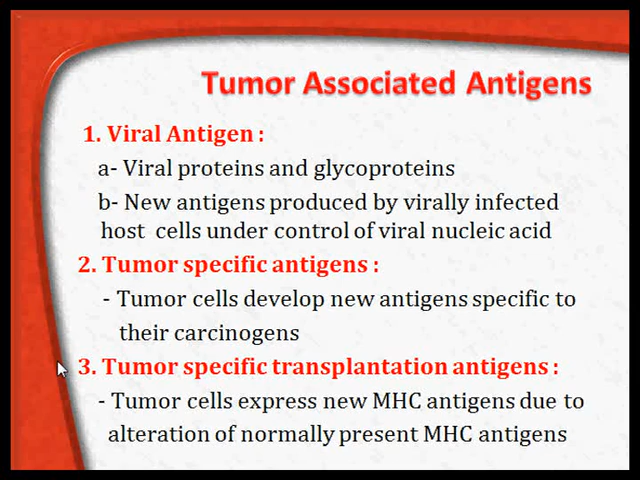 Tumor Associated Antigens
1. Viral Antigen :
a- Viral proteins and glycoproteins
b- New antigens produced by virally infected
host cells under control of viral nucleic acid
2. Tumor specific antigens :
- Tumor cells develop new antigens specific to
their carcinogens
3. Tumor specific transplantation antigens :
- Tumor cells express new MHC antigens due to
alteration of normally present MHC antigens